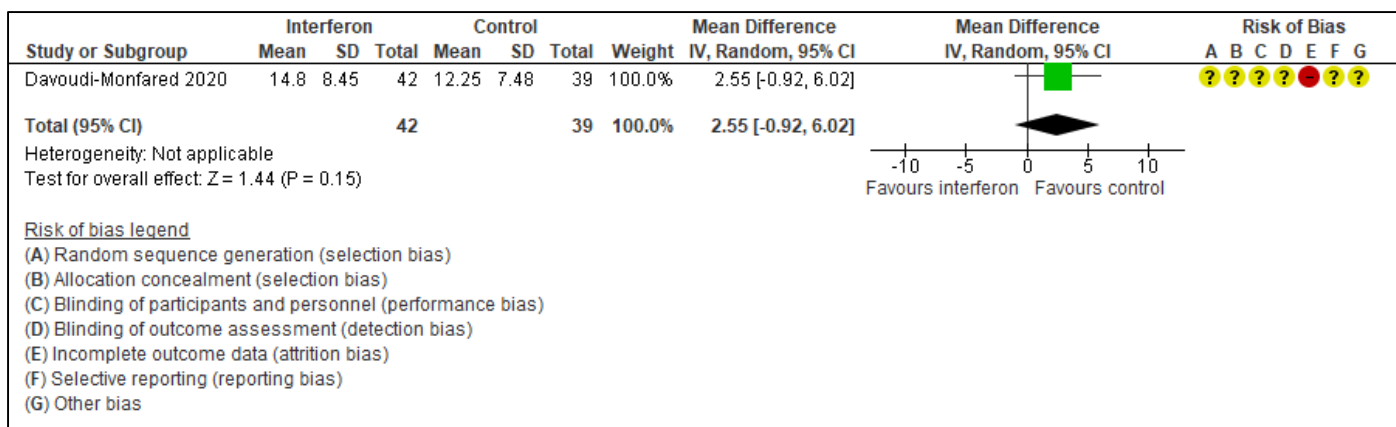 Interferon Control Mean Difference Mean Difference Risk of Bias
Study or Subgroup Mean SD Total Mean SD Total Weight IV, Random, 95% CI IV, Random, 95% CI A B C D E F G
Davoudi-Monfared 2020 14.8 8.45 42 12.25 7.48 39 100.0% 2.55 [-0.92, 6.02] ? ? ? ? - ? ?
Total (95% CI) 42 39 100.0% 2.55 [-0.92, 6.02]
Heterogeneity: Not applicable
Test for overall effect: Z = 1.44 (P = 0.15)
-10 -5 0 5 10
Favours interferon Favours control
Risk of bias legend
(A) Random sequence generation (selection bias)
(B) Allocation concealment (selection bias)
(C) Blinding of participants and personnel (performance bias)
(D) Blinding of outcome assessment (detection bias)
(E) Incomplete outcome data (attrition bias)
(F) Selective reporting (reporting bias)
(G) Other bias